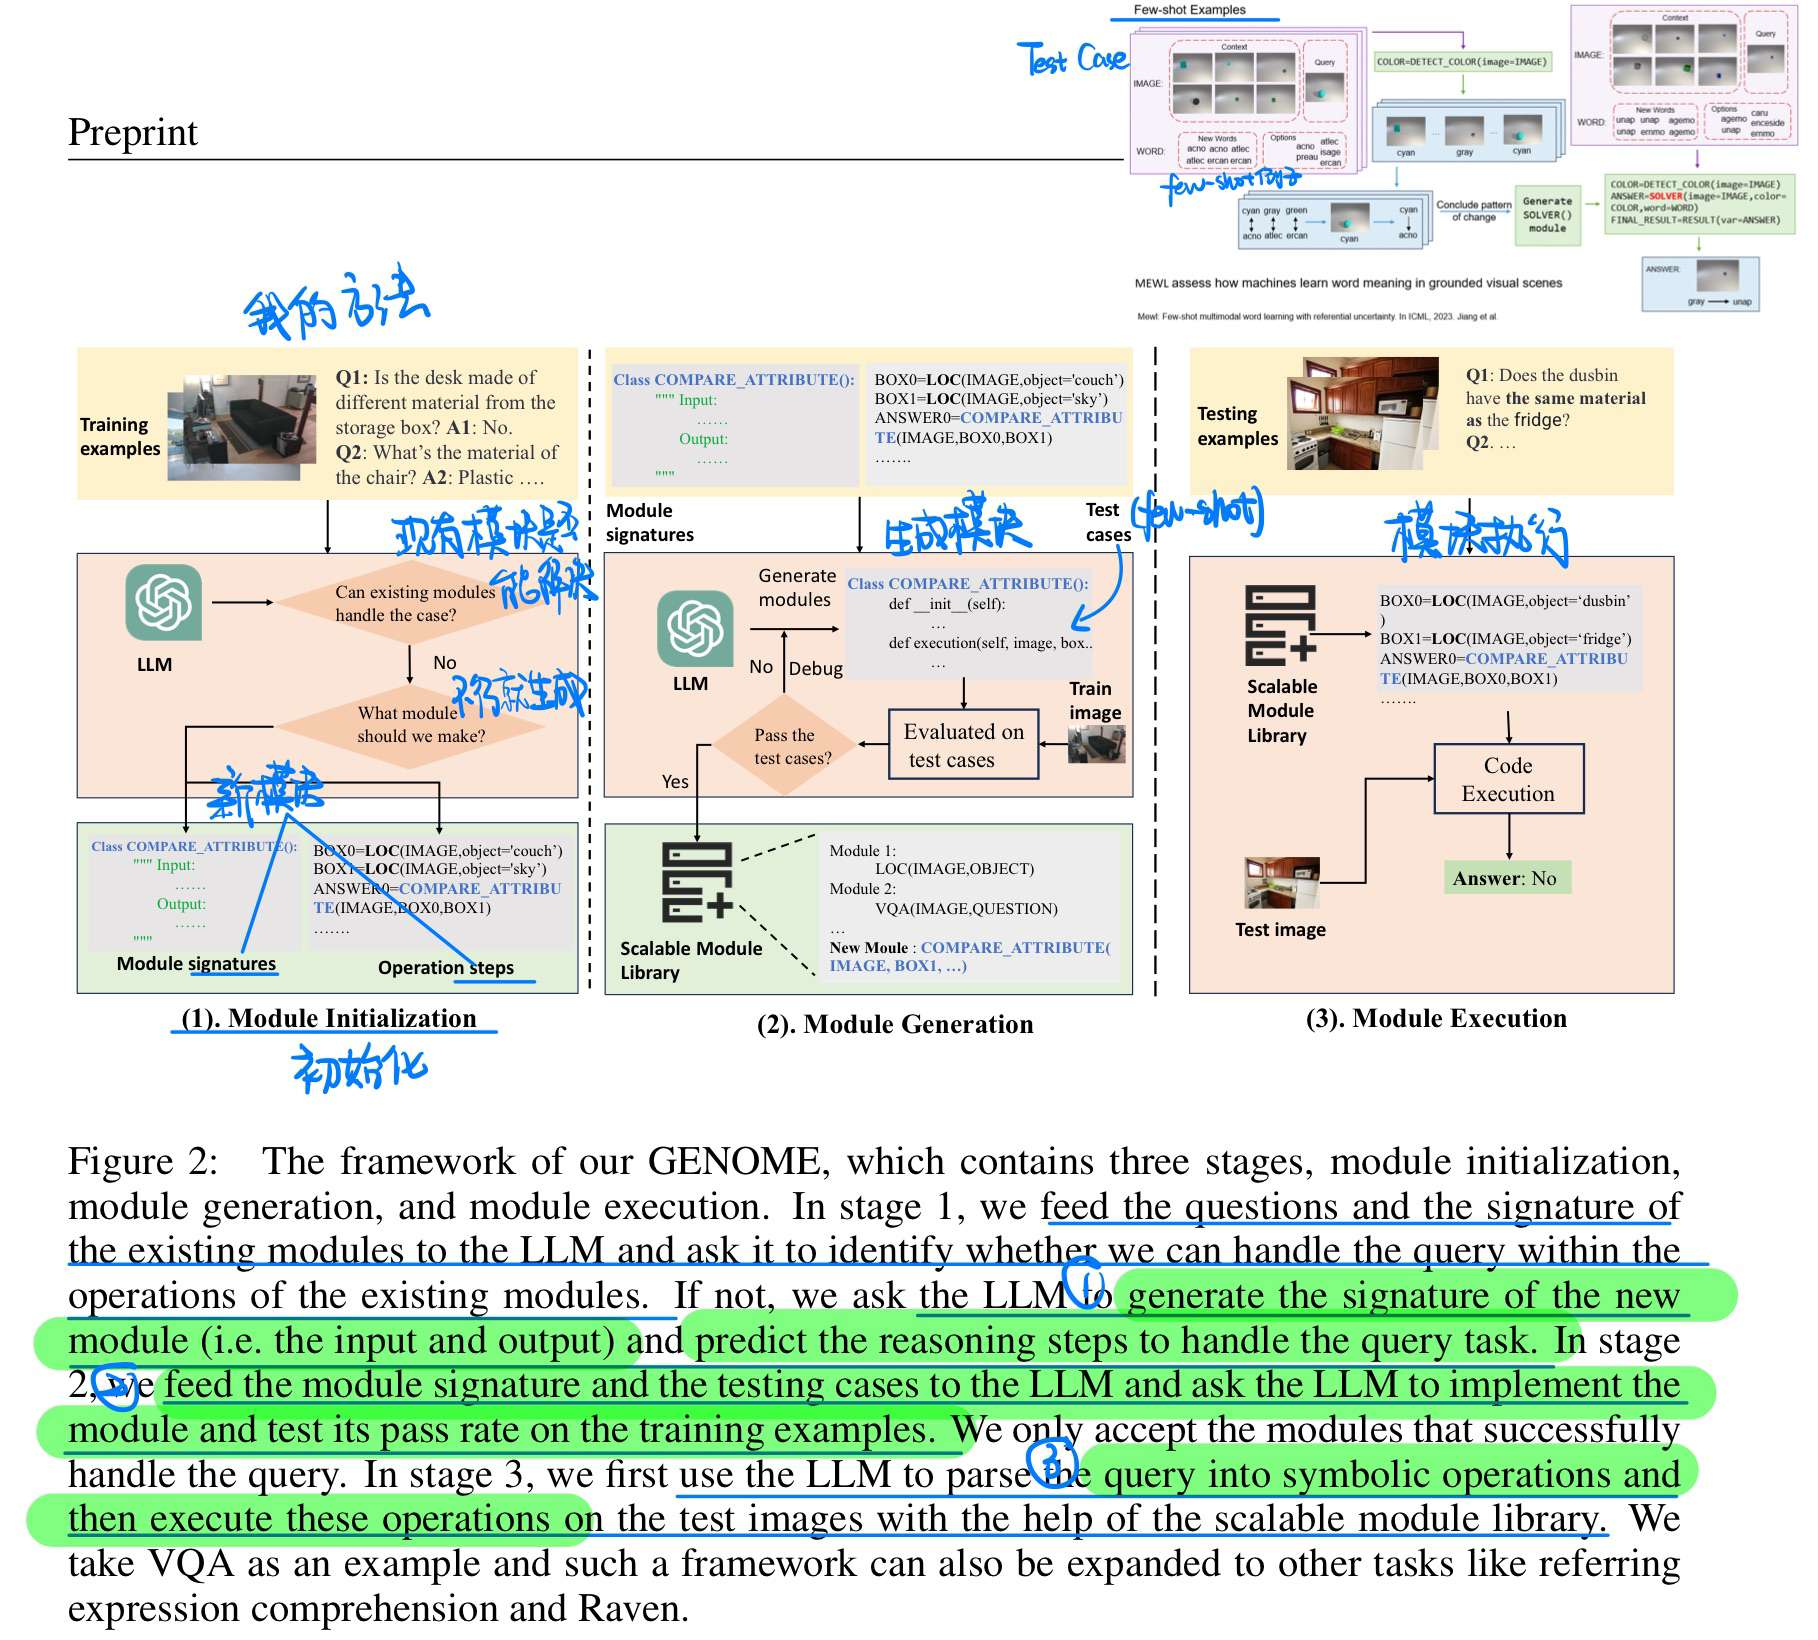 Few-shot Examples
Test Case
Context
Query
IMAGE:
New Words
acno acno atlec
atlec ercan ercan
Options
acno atlec
preau isage
ercan
WORD:
COLOR=DETECT_COLOR(image=IMAGE)
cyan
...
gray
...
cyan
cyan gray green
acno atlec ercan
cyan
cyan
acno
Conclude pattern
of change
Generate
SOLVER()
module
Context
Query
IMAGE:
New Words
unap unap agemo
unap ernmo agemo
Options
agemo caru
unap enceside
ernmo
WORD:
COLOR=DETECT_COLOR(image=IMAGE)
ANSWER=SOLVER(image=IMAGE,color=
COLOR,word=WORD)
FINAL_RESULT=RESULT(var=ANSWER)
ANSWER:
gray
unap
MEWL assess how machines learn word meaning in grounded visual scenes
Mewl: Few-shot multimodal word learning with referential uncertainty. In ICML, 2023. Jiang et al.
Preprint
我的方法
Training
examples
Q1: Is the desk made of
different material from the
storage box? A1: No.
Q2: What's the material of
the chair? A2: Plastic ….
现有模块是否
能解决
LLM
Can existing modules
handle the case?
No
不行就生成
What module
should we make?
新模块
Class COMPARE_ATTRIBUTE():
""" Input:
……
Output:
……
"""
Module signatures
BOX0=LOC(IMAGE,object='couch')
BOX1=LOC(IMAGE,object='sky')
ANSWER0=COMPARE_ATTRIBU
TE(IMAGE,BOX0,BOX1)
…….
Operation steps
(1). Module Initialization
初始化
Class COMPARE_ATTRIBUTE():
""" Input:
……
Output:
……
"""
BOX0=LOC(IMAGE,object='couch')
BOX1=LOC(IMAGE,object='sky')
ANSWER0=COMPARE_ATTRIBU
TE(IMAGE,BOX0,BOX1)
…….
Module
signatures
生成模块
Test
cases
(few-shot)
LLM
Generate
modules
Class COMPARE_ATTRIBUTE():
def __init__(self):
…
def execution(self, image, box..
…
No
Debug
Train
image
Pass the
test cases?
Evaluated on
test cases
Yes
Scalable Module
Library
Module 1:
LOC(IMAGE,OBJECT)
Module 2:
VQA(IMAGE,QUESTION)
…
New Moule : COMPARE_ATTRIBUTE(
IMAGE, BOX1, …)
(2). Module Generation
Testing
examples
Q1: Does the dusbin
have the same material
as the fridge?
Q2. …
模块执行
Scalable
Module
Library
BOX0=LOC(IMAGE,object='dusbin'
)
BOX1=LOC(IMAGE,object='fridge')
ANSWER0=COMPARE_ATTRIBU
TE(IMAGE,BOX0,BOX1)
…….
Code
Execution
Answer: No
Test image
(3). Module Execution
Figure 2: The framework of our GENOME, which contains three stages, module initialization,
module generation, and module execution. In stage 1, we feed the questions and the signature of
the existing modules to the LLM and ask it to identify whether we can handle the query within the
operations of the existing modules. If not, we ask the LLM to generate the signature of the new
①
module (i.e. the input and output) and predict the reasoning steps to handle the query task. In stage
2, we feed the module signature and the testing cases to the LLM and ask the LLM to implement the
②
module and test its pass rate on the training examples. We only accept the modules that successfully
handle the query. In stage 3, we first use the LLM to parse the query into symbolic operations and
③
then execute these operations on the test images with the help of the scalable module library. We
take VQA as an example and such a framework can also be expanded to other tasks like referring
expression comprehension and Raven.